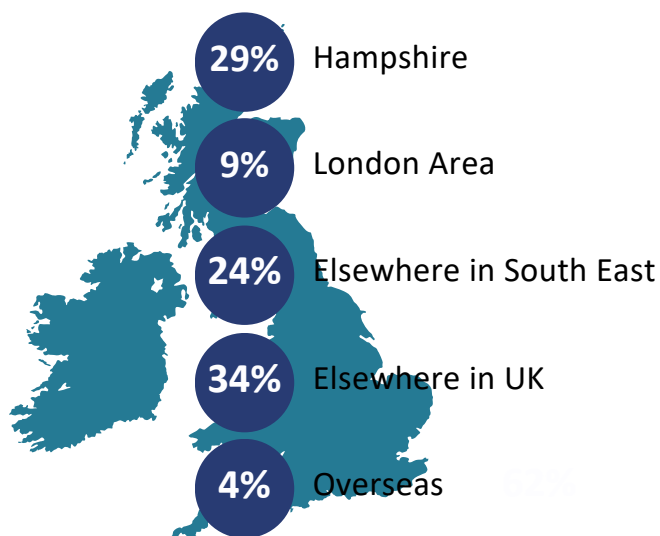 29% Hampshire
9% London Area
24% Elsewhere in South East
34% Elsewhere in UK
4% Overseas 62%